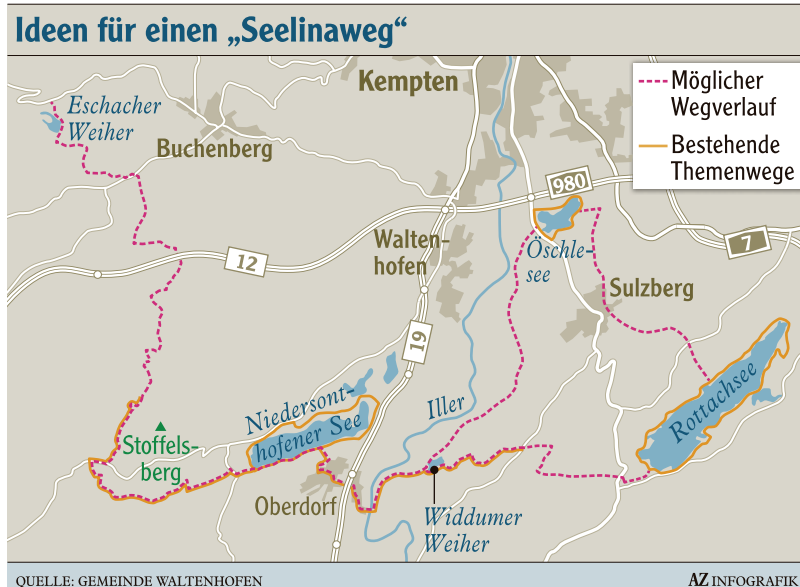 Ideen für einen „Seelinaweg“
Kempten
Möglicher
Wegverlauf
Bestehende
Themenwege
Eschacher
Weiher
Buchenberg
980
7
Walten-
hofen
Öschle-
see
12
Sulzberg
19
Niedersont-
hofener See
Iller
Rottachsee
Stoffels-
berg
Oberdorf
Widdumer
Weiher
QUELLE: GEMEINDE WALTENHOFEN
AZ INFOGRAFIK